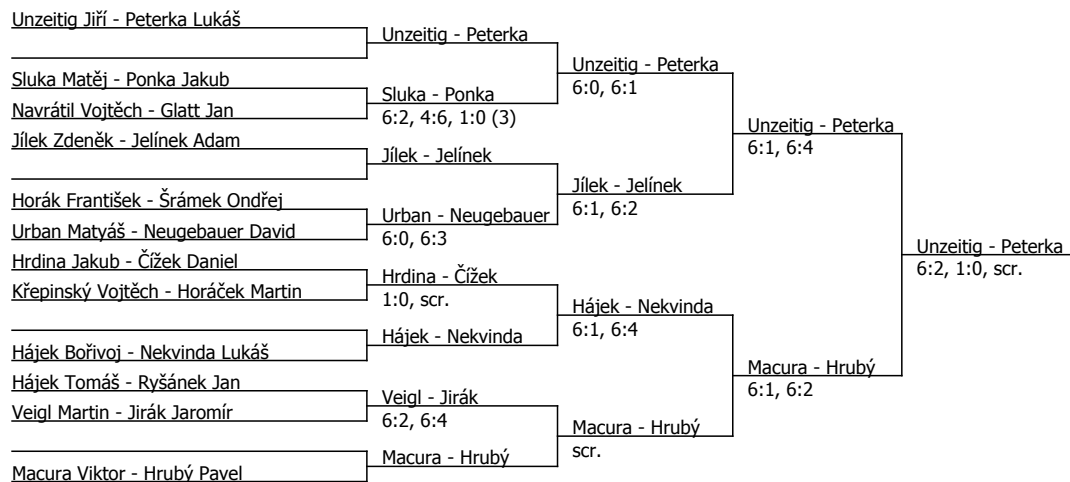 Unzeitig Jiří - Peterka Lukáš
Sluka Matěj - Ponka Jakub
Navrátil Vojtěch - Glatt Jan
Jílek Zdeněk - Jelínek Adam
Horák František - Šrámek Ondřej
Urban Matyáš - Neugebauer David
Hrdina Jakub - Čížek Daniel
Křepinský Vojtěch - Horáček Martin
Hájek Bořivoj - Nekvinda Lukáš
Hájek Tomáš - Ryšánek Jan
Veigl Martin - Jirák Jaromír
Macura Viktor - Hrubý Pavel
Unzeitig - Peterka
Sluka - Ponka
6:2, 4:6, 1:0 (3)
Jílek - Jelínek
Urban - Neugebauer
6:0, 6:3
Hrdina - Čížek
1:0, scr.
Hájek - Nekvinda
Veigl - Jirák
6:2, 6:4
Macura - Hrubý
Unzeitig - Peterka
6:0, 6:1
Jílek - Jelínek
6:1, 6:2
Hájek - Nekvinda
6:1, 6:4
Macura - Hrubý
scr.
Unzeitig - Peterka
6:1, 6:4
Macura - Hrubý
6:1, 6:2
Unzeitig - Peterka
6:2, 1:0, scr.